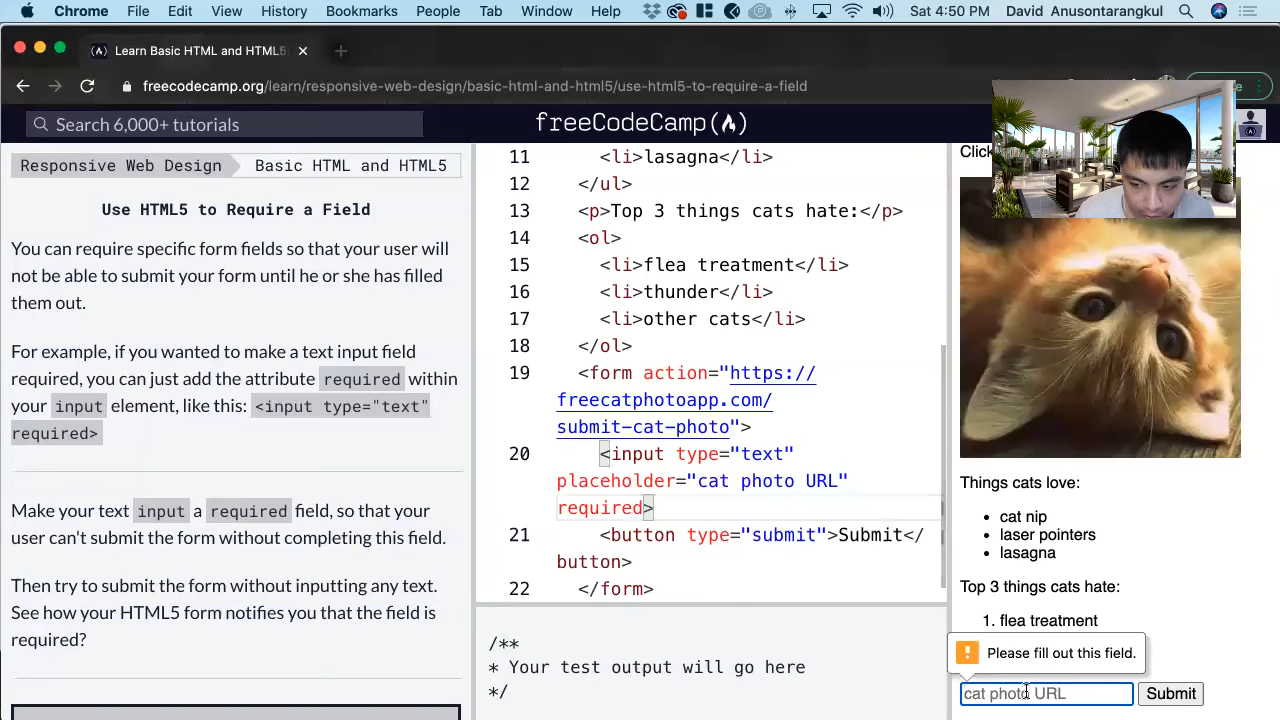 Chrome File Edit View History Bookmarks People Tab Window Help Sat 4:50 PM David Anusontarangkul
Learn Basic HTML and HTML5:
freecodecamp.org/learn/responsive-web-design/basic-html-and-html5/use-html5-to-require-a-field
Search 6,000+ tutorials
freeCodeCamp
Responsive Web Design Basic HTML and HTML5
Use HTML5 to Require a Field
You can require specific form fields so that your user will
not be able to submit your form until he or she has filled
them out.
For example, if you wanted to make a text input field
required, you can just add the attribute required within
your input element, like this: <input type="text"
required>
Make your text input a required field, so that your
user can't submit the form without completing this field.
Then try to submit the form without inputting any text.
See how your HTML5 form notifies you that the field is
required?
11 <li>lasagna</li>
12 </ul>
13 <p>Top 3 things cats hate:</p>
14 <ol>
15 <li>flea treatment</li>
16 <li>thunder</li>
17 <li>other cats</li>
18 </ol>
19 <form action="https://
freecatphotoapp.com/
submit-cat-photo">
20 <input type="text"
placeholder="cat photo URL"
required>
21 <button type="submit">Submit</
button>
22 </form>
/**
* Your test output will go here
*/
Things cats love:
• cat nip
• laser pointers
• lasagna
Top 3 things cats hate:
1. flea treatment
Please fill out this field.
cat photo URL Submit